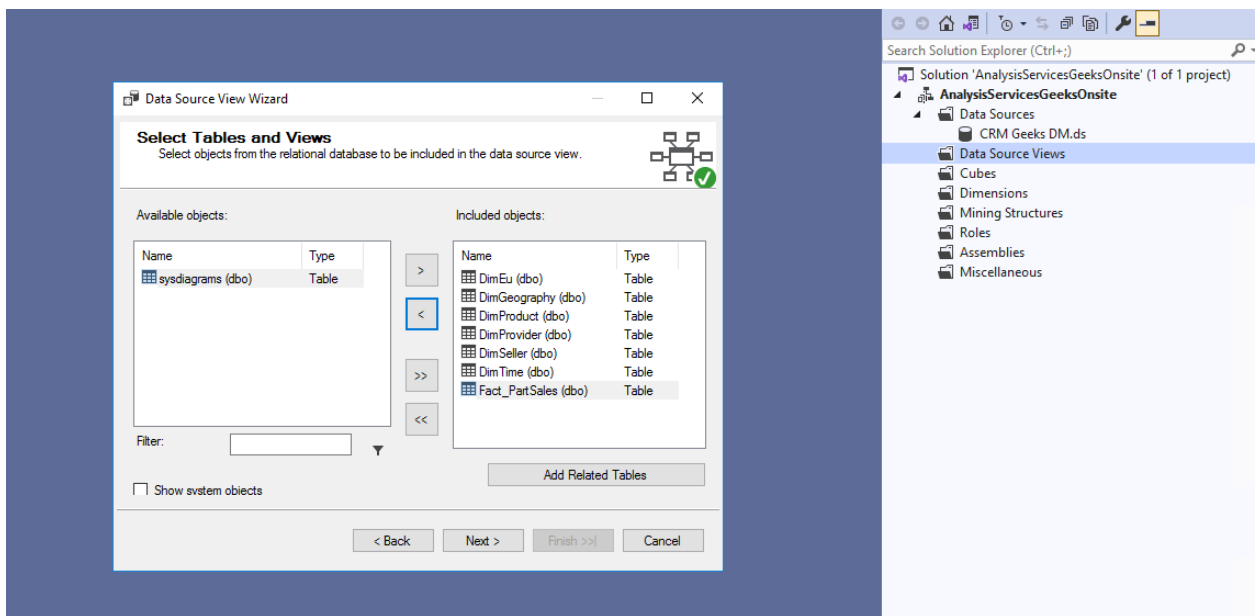 Data Source View Wizard
Select Tables and Views
Select objects from the relational database to be included in the data source view.
Available objects:
Name Type
sysdiagrams (dbo) Table
Filter:
Show system objects
>
<
>>
<<
Included objects:
Name Type
DimEu (dbo) Table
DimGeography (dbo) Table
DimProduct (dbo) Table
DimProvider (dbo) Table
DimSeller (dbo) Table
DimTime (dbo) Table
Fact_PartSales (dbo) Table
Add Related Tables
< Back Next > Finish >>| Cancel
Search Solution Explorer (Ctrl+;)
Solution 'AnalysisServicesGeeksOnsite' (1 of 1 project)
AnalysisServicesGeeksOnsite
Data Sources
CRM Geeks DM.ds
Data Source Views
Cubes
Dimensions
Mining Structures
Roles
Assemblies
Miscellaneous